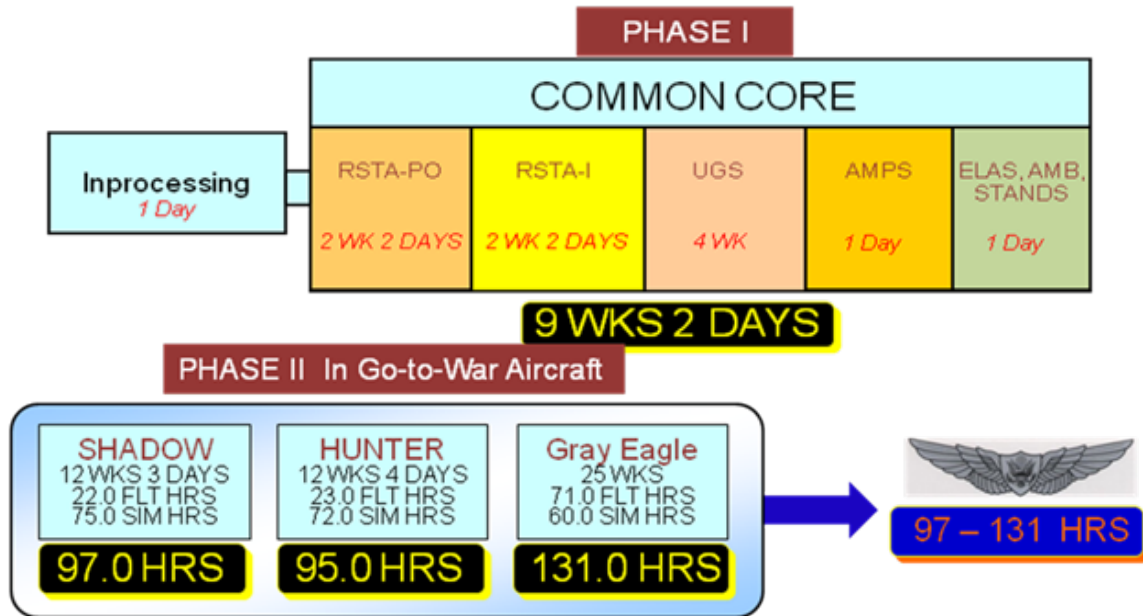 PHASE I
COMMON CORE
Inprocessing
1 Day
RSTA-PO
2 WK 2 DAYS
RSTA-I
2 WK 2 DAYS
UGS
4 WK
AMPS
1 Day
ELAS, AMB,
STANDS
1 Day
9 WKS 2 DAYS
PHASE II In Go-to-War Aircraft
SHADOW
12 WKS 3 DAYS
22.0 FLT HRS
75.0 SIM HRS
97.0 HRS
HUNTER
12 WKS 4 DAYS
23.0 FLT HRS
72.0 SIM HRS
95.0 HRS
Gray Eagle
25 WKS
71.0 FLT HRS
60.0 SIM HRS
131.0 HRS
97 – 131 HRS